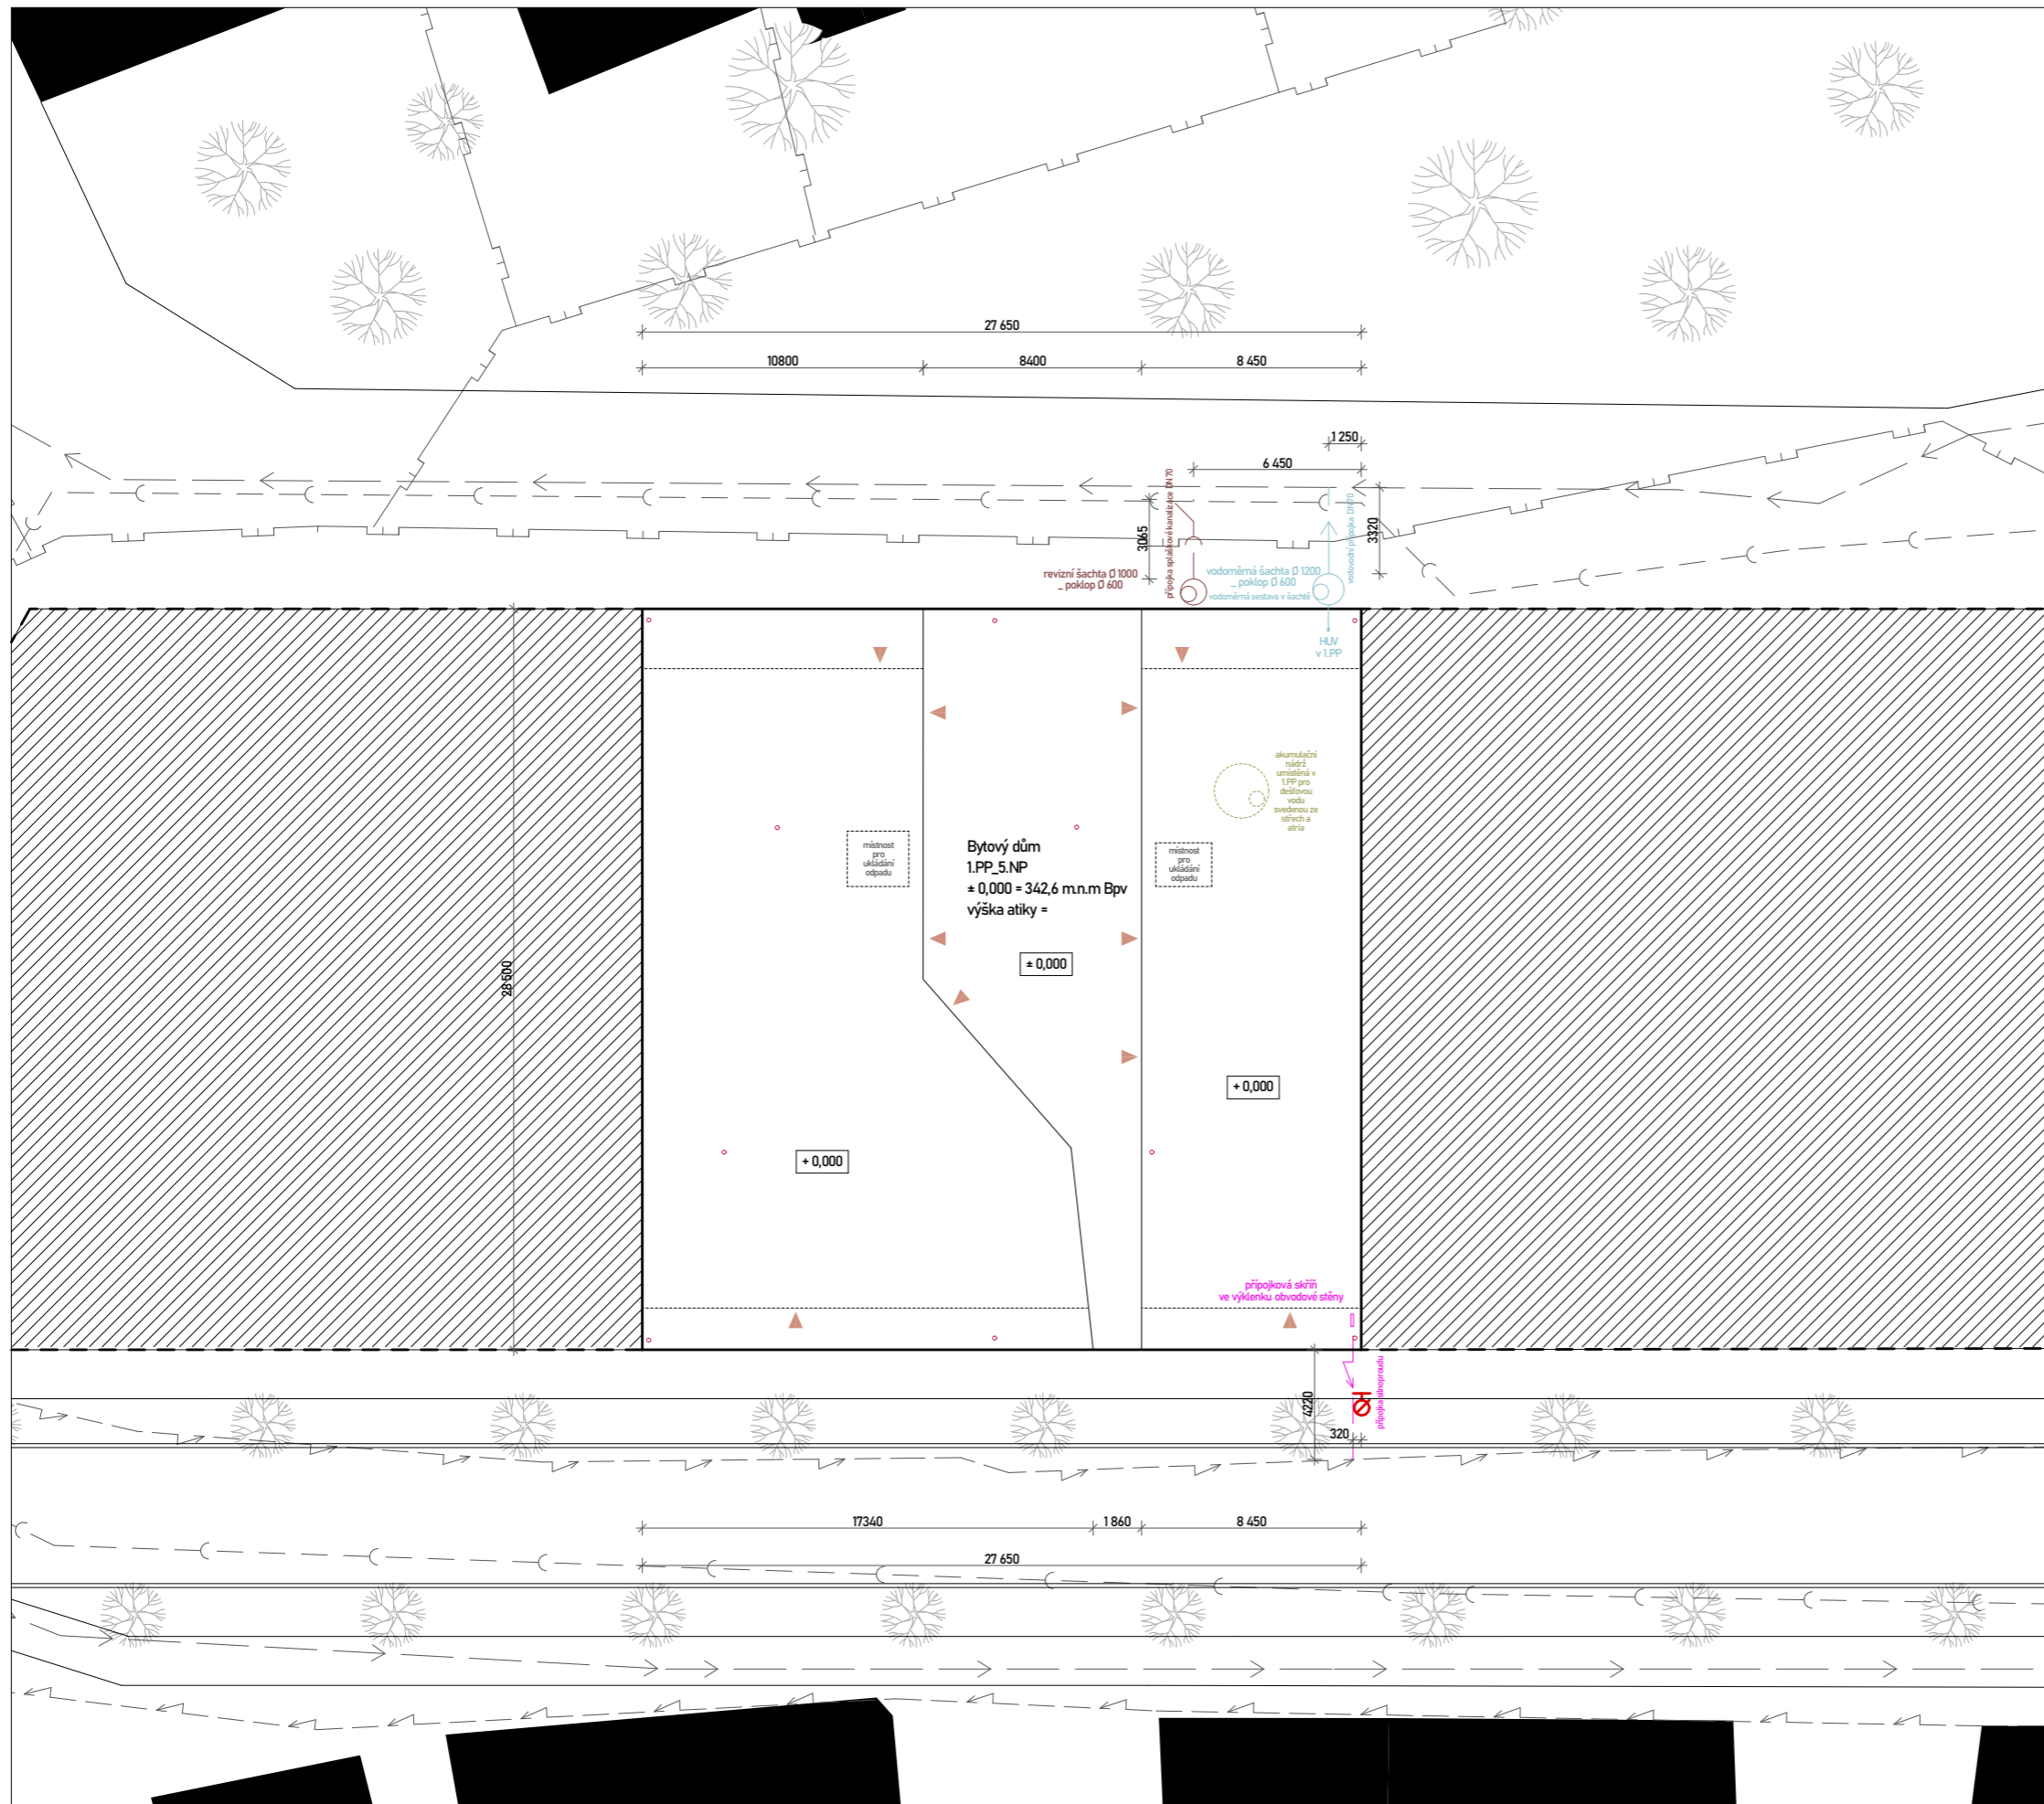 27 650
10800
8400
8 450
1 250
6 450
3065
přípojka splaškové kanalizace DN 70
vodovodní přípojka DN70
3320
revizní šachta Ø 1000
_ poklop Ø 600
vodoměrná šachta Ø 1200
_ poklop Ø 600
vodoměrná sestava v šachtě
HUV
v 1.PP
akumulační
nádrž
umístěná v
1.PP pro
dešťovou
vodu
svedenou ze
střech a
atria
místnost
pro
ukládání
odpadu
Bytový dům
1.PP_5.NP
± 0,000 = 342,6 m.n.m Bpv
výška atiky =
místnost
pro
ukládání
odpadu
± 0,000
28 500
+ 0,000
+ 0,000
přípojková skříň
ve výklenku obvodové stěny
přípojka silnoproudu
4220
320
17340
1 860
8 450
27 650